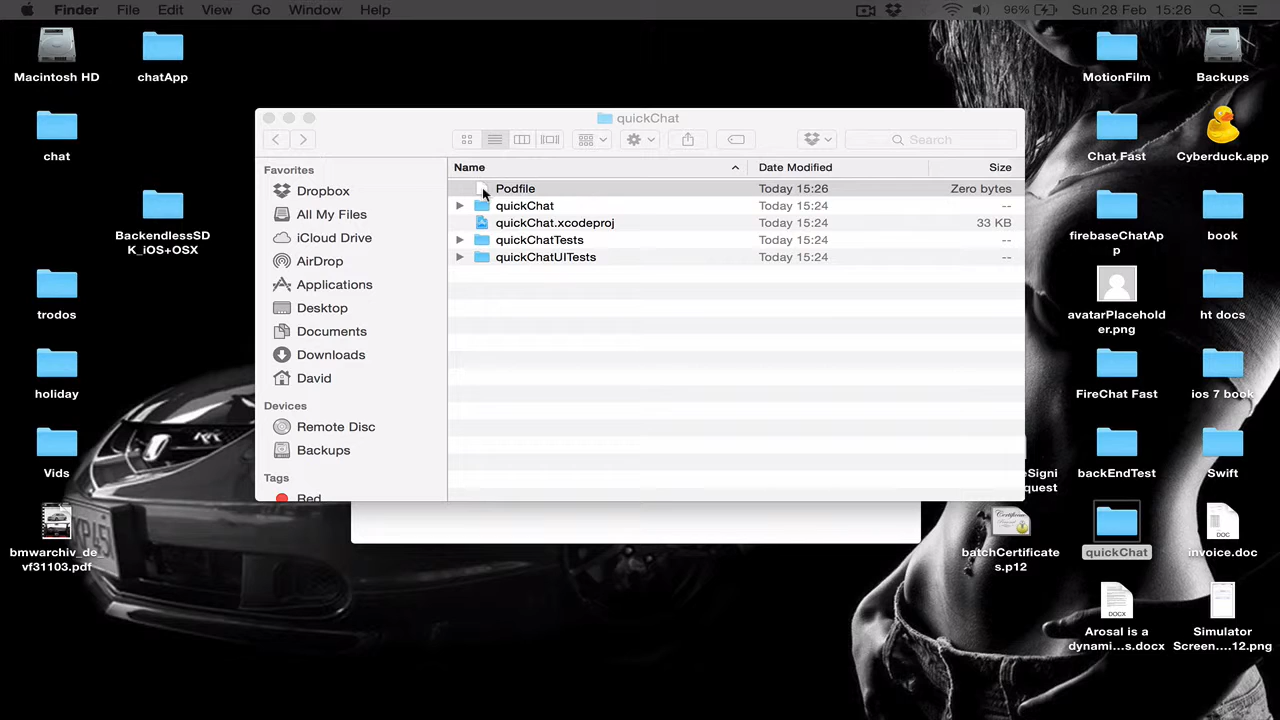 Finder File Edit View Go Window Help 96% Sun 28 Feb 15:26
Macintosh HD
chatApp
chat
BackendlessSD
K_iOS+OSX
trodos
holiday
Vids
bmwarchiv_de_
vf31103.pdf
quickChat
Search
Favorites
Dropbox
All My Files
iCloud Drive
AirDrop
Applications
Desktop
Documents
Downloads
David
Devices
Remote Disc
Backups
Tags
Red
Name Date Modified Size
Podfile Today 15:26 Zero bytes
quickChat Today 15:24 --
quickChat.xcodeproj Today 15:24 33 KB
quickChatTests Today 15:24 --
quickChatUITests Today 15:24 --
MotionFilm
Backups
Chat Fast
Cyberduck.app
firebaseChatAp
p
book
avatarPlacehold
er.png
ht docs
FireChat Fast
ios 7 book
eSigni
quest
backEndTest
Swift
batchCertificate
s.p12
quickChat
DOC
invoice.doc
DOCX
Arosal is a
dynami...s.docx
Simulator
Screen....12.png